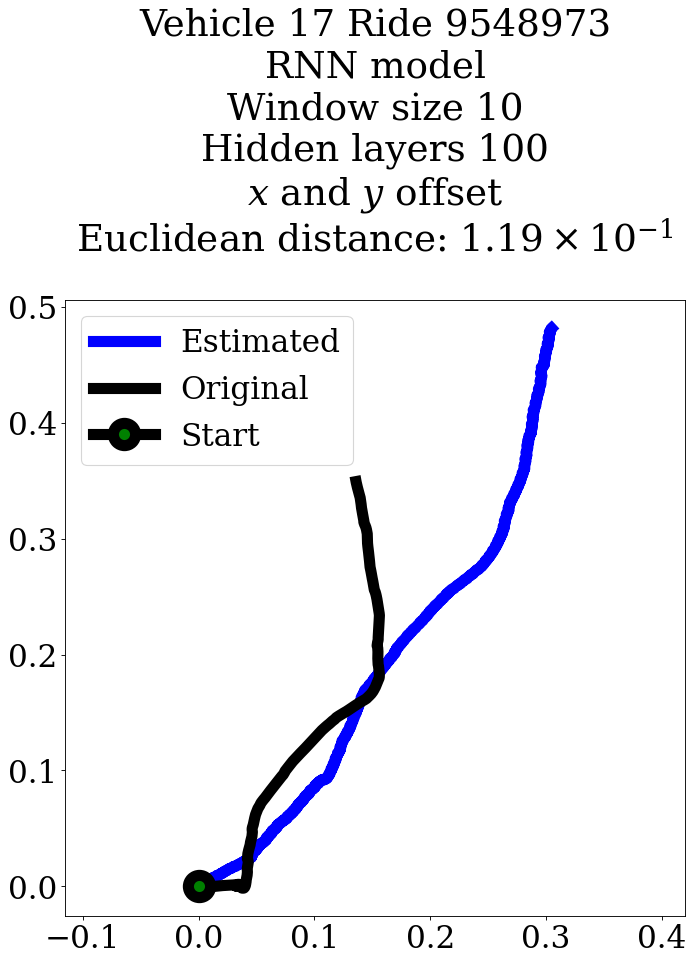 Vehicle 17 Ride 9548973
RNN model
Window size 10
Hidden layers 100
x and y offset
Euclidean distance: 1.19 × 10⁻¹
Estimated
Original
Start
0.5
0.4
0.3
0.2
0.1
0.0
−0.1 0.0 0.1 0.2 0.3 0.4